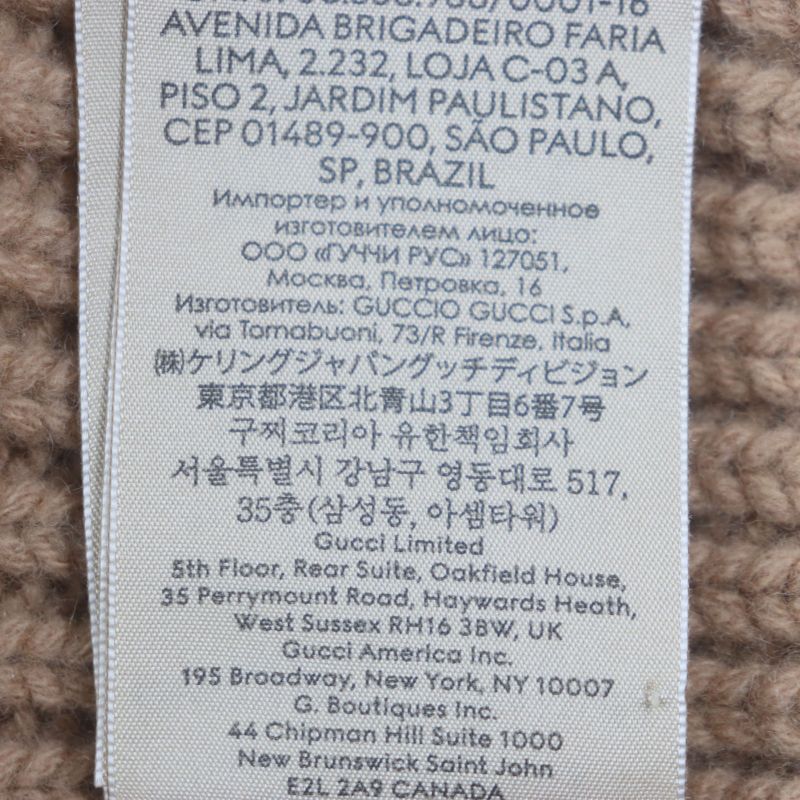 AVENIDA BRIGADEIRO FARIA
LIMA, 2.232, LOJA C-03 A,
PISO 2, JARDIM PAULISTANO,
CEP 01489-900, SÃO PAULO,
SP, BRAZIL
Импортер и уполномоченное
изготовителем лицо:
ООО «ГУЧЧИ РУС» 127051,
Москва, Петровка, 16
Изготовитель: GUCCIO GUCCI S.p.A,
via Tornabuoni, 73/R Firenze, Italia
㈱ケリングジャパングッチディビジョン
東京都港区北青山3丁目6番7号
구찌코리아 유한책임회사
서울특별시 강남구 영동대로 517,
35층(삼성동, 아셈타워)
Gucci Limited
5th Floor, Rear Suite, Oakfield House,
35 Perrymount Road, Haywards Heath,
West Sussex RH16 3BW, UK
Gucci America Inc.
195 Broadway, New York, NY 10007
G. Boutiques Inc.
44 Chipman Hill Suite 1000
New Brunswick Saint John
E2L 2A9 CANADA